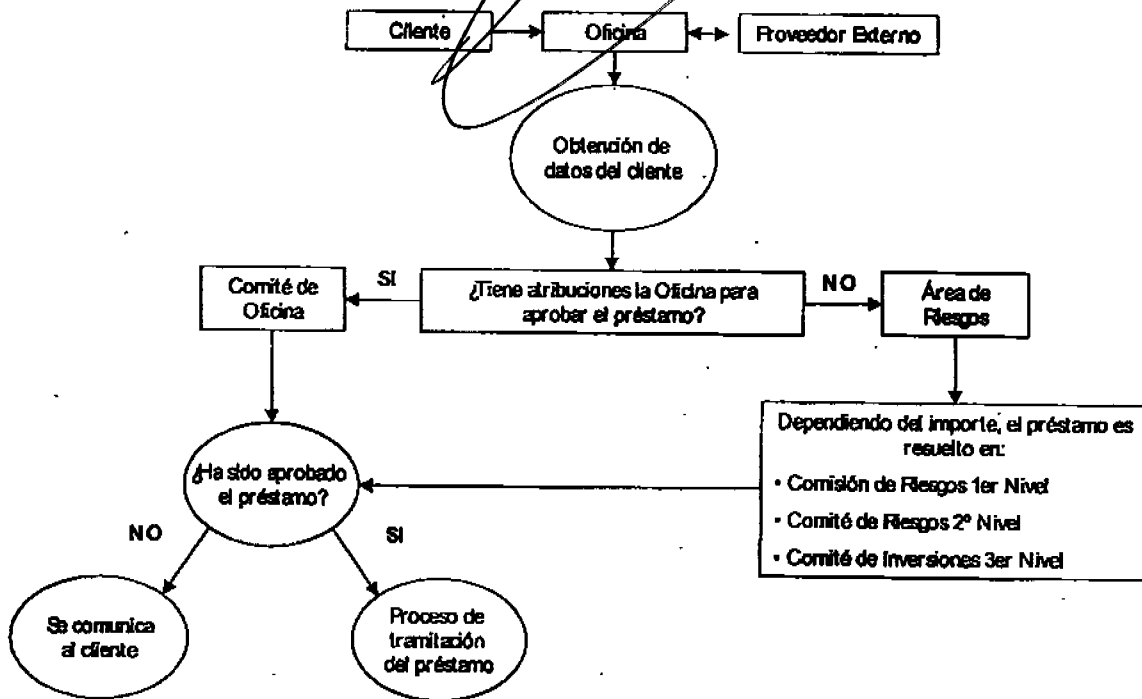 Cliente
Oficina
Proveedor Externo
Obtención de
datos del cliente
¿Tiene atribuciones la Oficina para
aprobar el préstamo?
SI
NO
Comité de
Oficina
Área de
Riesgos
Dependiendo del importe, el préstamo es
resuelto en:
• Comisión de Riesgos 1er Nivel
• Comité de Riesgos 2º Nivel
• Comité de Inversiones 3er Nivel
¿Ha sido aprobado
el préstamo?
NO
SI
Se comunica
al cliente
Proceso de
tramitación
del préstamo